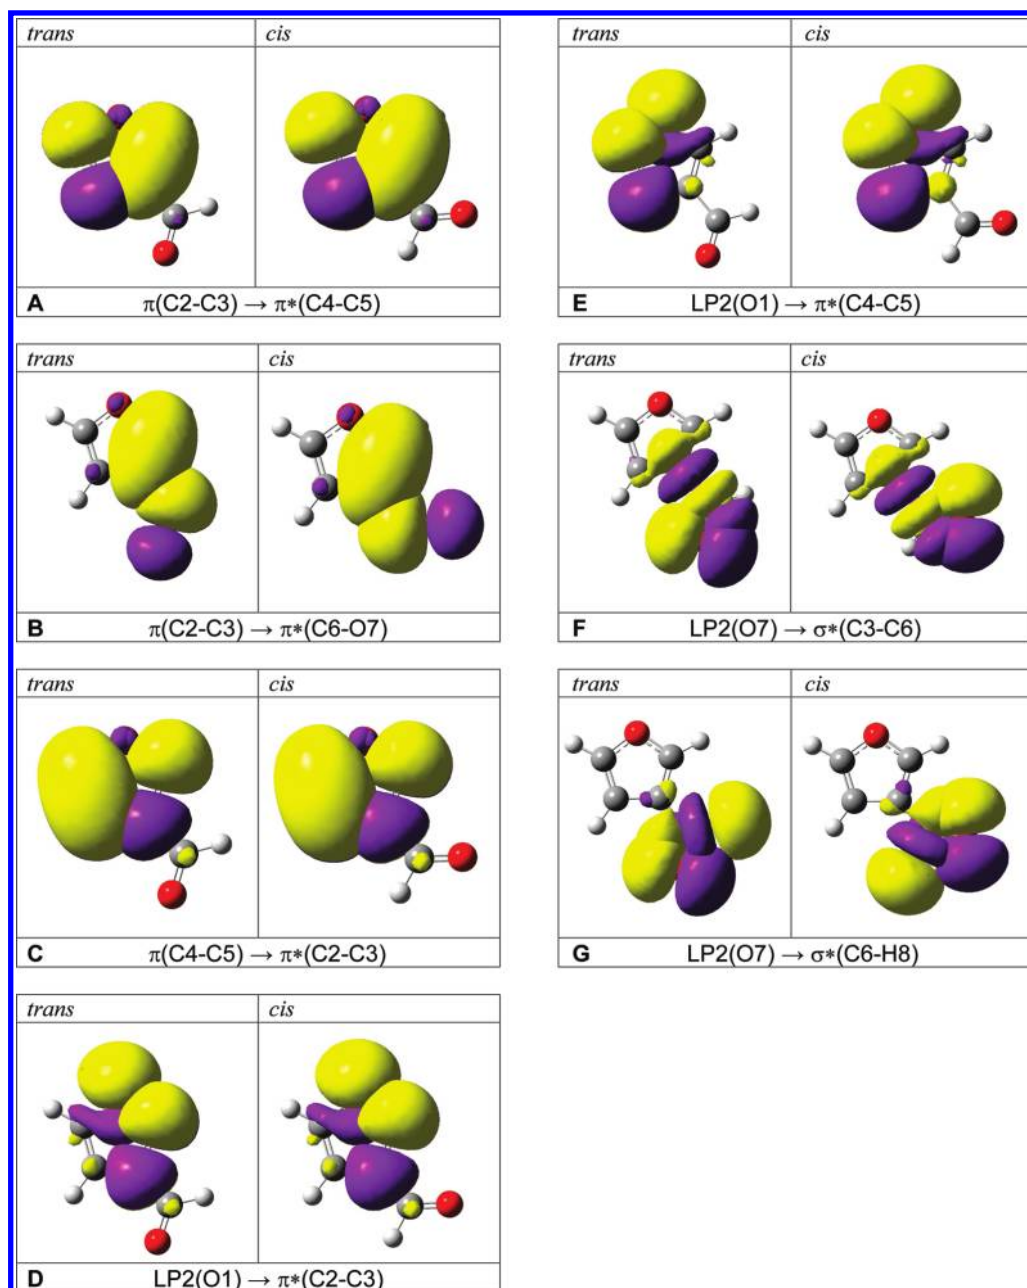 trans cis
A π(C2-C3) → π*(C4-C5)
trans cis
B π(C2-C3) → π*(C6-O7)
trans cis
C π(C4-C5) → π*(C2-C3)
trans cis
D LP2(O1) → π*(C2-C3)
trans cis
E LP2(O1) → π*(C4-C5)
trans cis
F LP2(O7) → σ*(C3-C6)
trans cis
G LP2(O7) → σ*(C6-H8)